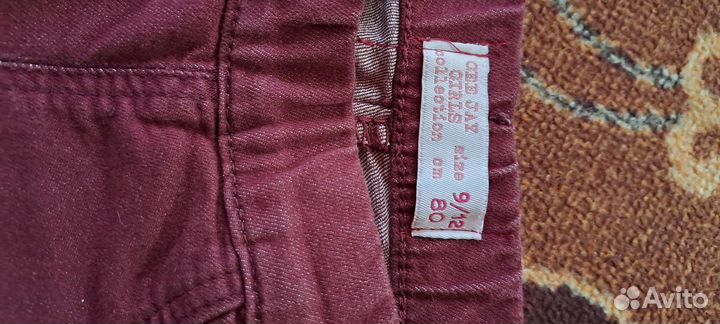 CHE JAY
GIRLS size 9/12
collection cm 80
Avito